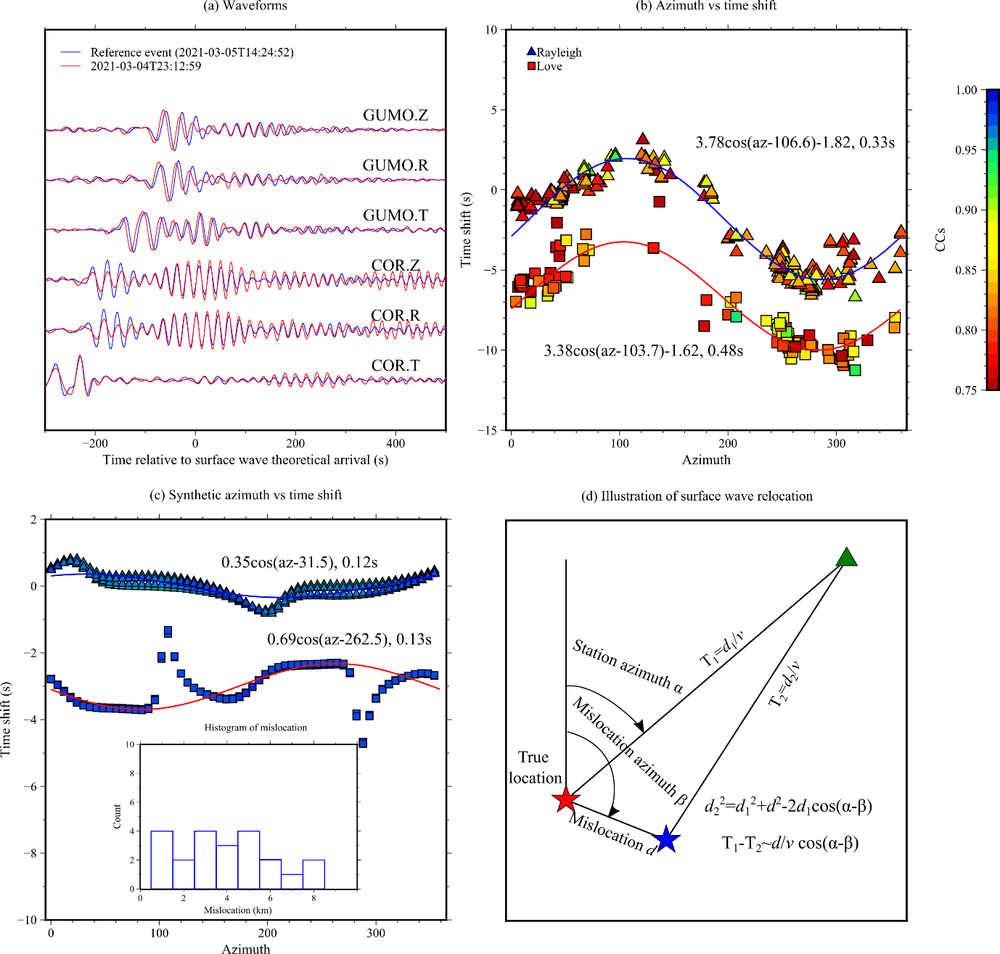 (a) Waveforms
Reference event (2021-03-05T14:24:52)
2021-03-04T23:12:59
GUMO.Z
GUMO.R
GUMO.T
COR.Z
COR.R
COR.T
−200 0 200 400
Time relative to surface wave theoretical arrival (s)
(b) Azimuth vs time shift
10
5
0
−5
−10
−15
Time shift (s)
Rayleigh
Love
3.78cos(az-106.6)-1.82, 0.33s
3.38cos(az-103.7)-1.62, 0.48s
0 100 200 300
Azimuth
CCs
1.00
0.95
0.90
0.85
0.80
0.75
(c) Synthetic azimuth vs time shift
2
0
−2
−4
−6
−8
−10
Time shift (s)
0.35cos(az-31.5), 0.12s
0.69cos(az-262.5), 0.13s
Histogram of mislocation
10
8
6
4
2
0
Count
0 2 4 6 8
Mislocation (km)
0 100 200 300
Azimuth
(d) Illustration of surface wave relocation
Station azimuth α
Mislocation azimuth β
T₁=d₁/v
T₂=d₂/v
True
location
Mislocation d
d₂²=d₁²+d²-2d₁cos(α-β)
T₁-T₂~d/v cos(α-β)